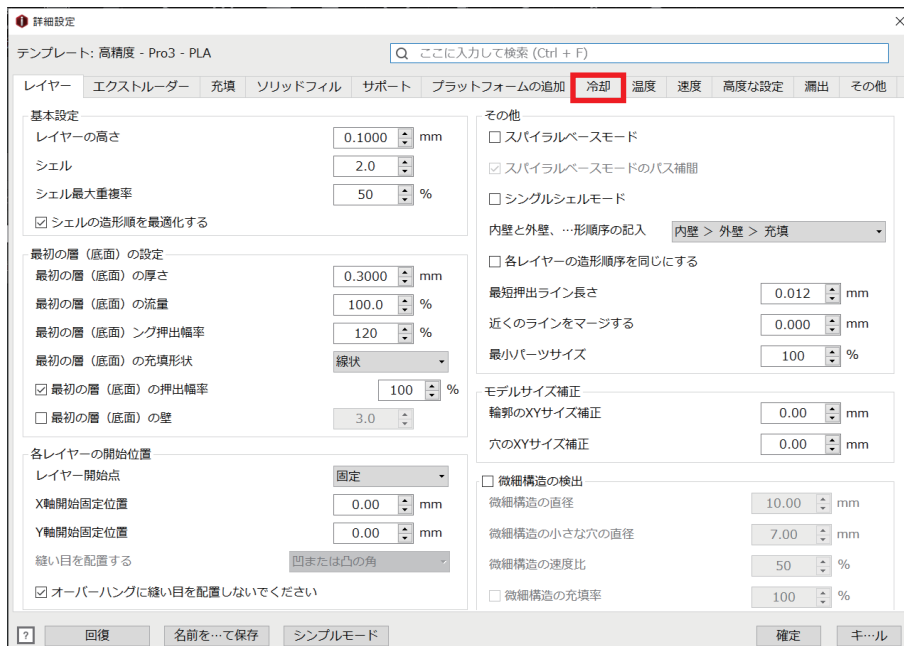 詳細設定
テンプレート: 高精度 - Pro3 - PLA
ここに入力して検索 (Ctrl + F)
レイヤー エクストルーダー 充填 ソリッドフィル サポート プラットフォームの追加 冷却 温度 速度 高度な設定 漏出 その他
基本設定
レイヤーの高さ 0.1000 mm
シェル 2.0
シェル最大重複率 50 %
シェルの造形順を最適化する
最初の層（底面）の設定
最初の層（底面）の厚さ 0.3000 mm
最初の層（底面）の流量 100.0 %
最初の層（底面）ング押出幅率 120 %
最初の層（底面）の充填形状 線状
最初の層（底面）の押出幅率 100 %
最初の層（底面）の壁 3.0
各レイヤーの開始位置
レイヤー開始点 固定
X軸開始固定位置 0.00 mm
Y軸開始固定位置 0.00 mm
縫い目を配置する 凹または凸の角
オーバーハングに縫い目を配置しないでください
その他
スパイラルベースモード
スパイラルベースモードのパス補間
シングルシェルモード
内壁と外壁、…形順序の記入 内壁 > 外壁 > 充填
各レイヤーの造形順序を同じにする
最短押出ライン長さ 0.012 mm
近くのラインをマージする 0.000 mm
最小パーツサイズ 100 %
モデルサイズ補正
輪郭のXYサイズ補正 0.00 mm
穴のXYサイズ補正 0.00 mm
微細構造の検出
微細構造の直径 10.00 mm
微細構造の小さな穴の直径 7.00 mm
微細構造の速度比 50 %
微細構造の充填率 100 %
? 回復 名前を…て保存 シンプルモード 確定 キ…ル